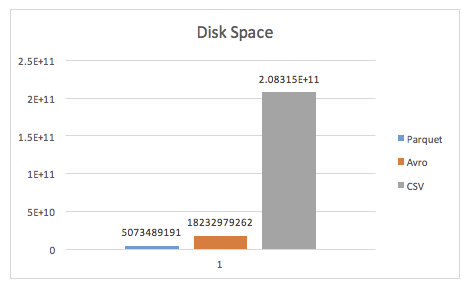 Disk Space
2.5E+11
2E+11
1.5E+11
1E+11
5E+10
0
5073489191
18232979262
2.08315E+11
1
Parquet
Avro
CSV